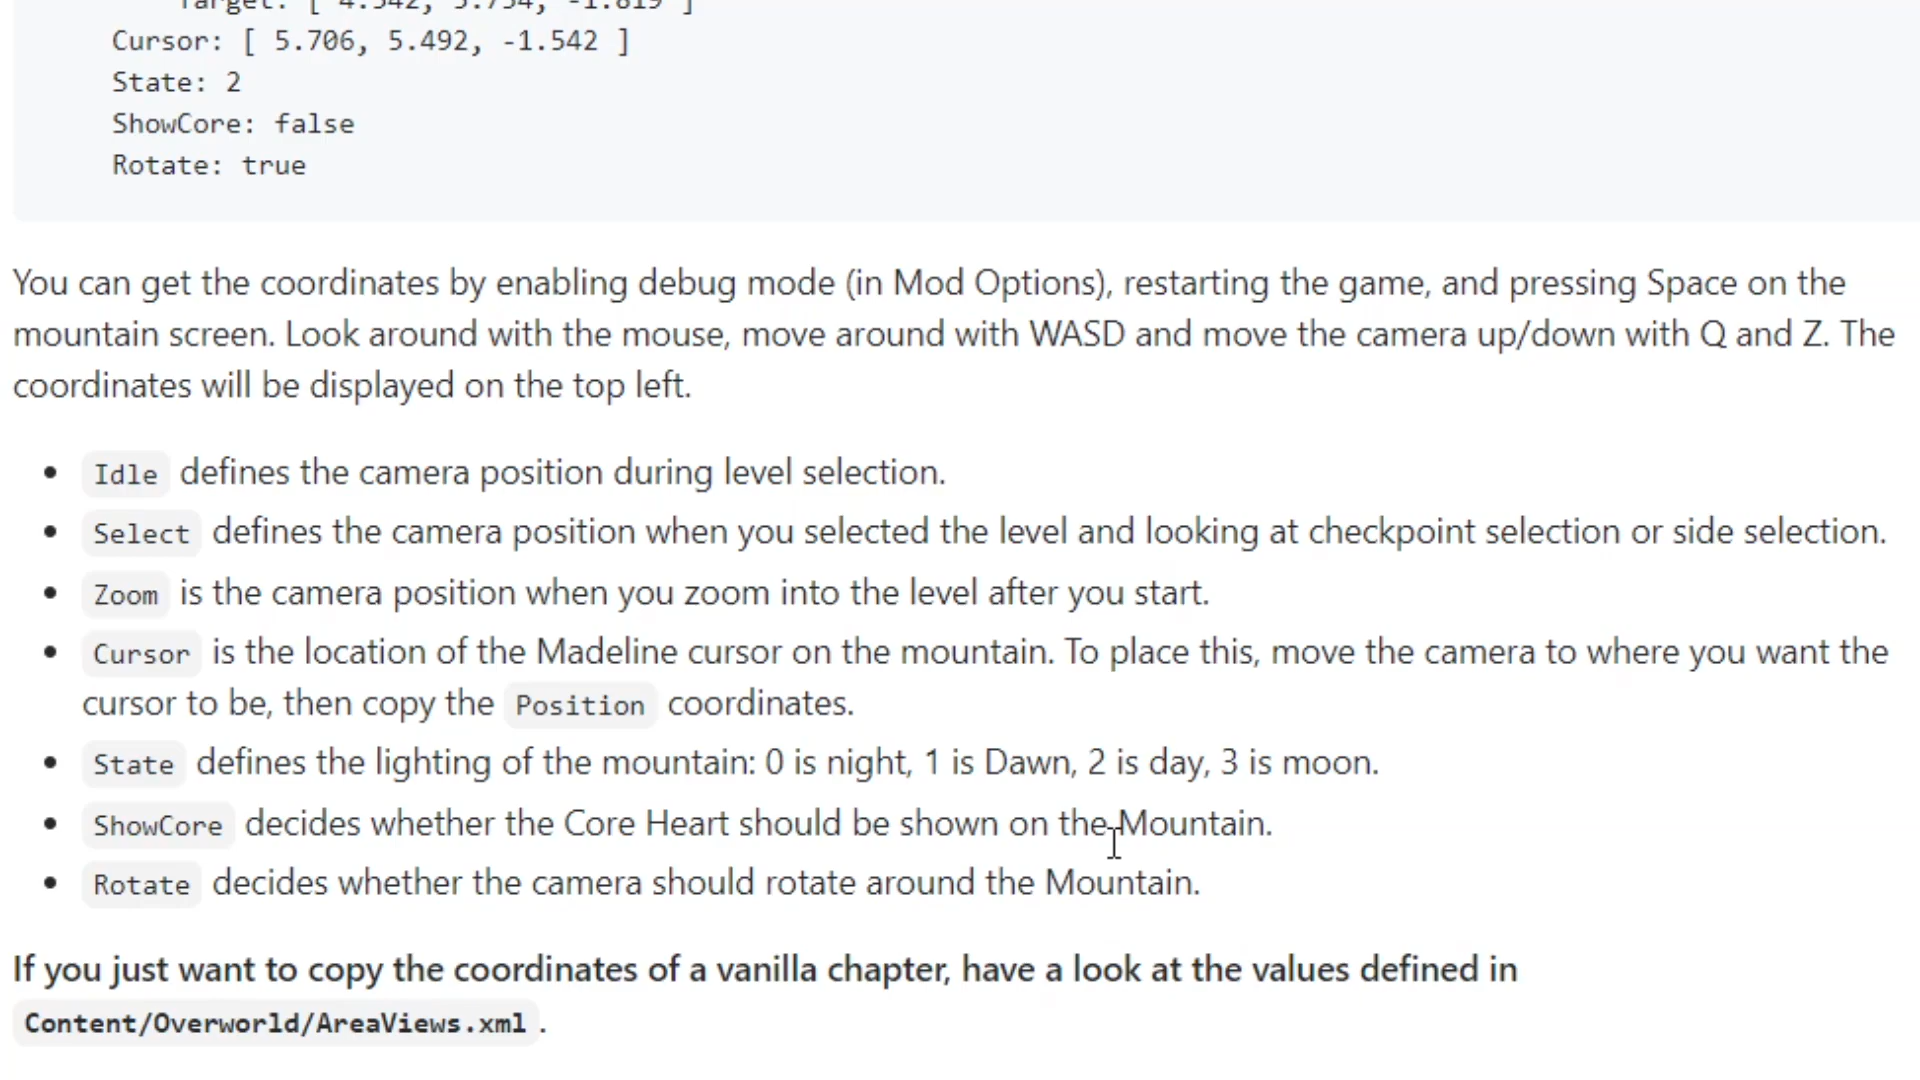 Target: [ 4.542, 5.754, -1.819 ]
Cursor: [ 5.706, 5.492, -1.542 ]
State: 2
ShowCore: false
Rotate: true
You can get the coordinates by enabling debug mode (in Mod Options), restarting the game, and pressing Space on the
mountain screen. Look around with the mouse, move around with WASD and move the camera up/down with Q and Z. The
coordinates will be displayed on the top left.
• Idle defines the camera position during level selection.
• Select defines the camera position when you selected the level and looking at checkpoint selection or side selection.
• Zoom is the camera position when you zoom into the level after you start.
• Cursor is the location of the Madeline cursor on the mountain. To place this, move the camera to where you want the
cursor to be, then copy the Position coordinates.
• State defines the lighting of the mountain: 0 is night, 1 is Dawn, 2 is day, 3 is moon.
• ShowCore decides whether the Core Heart should be shown on the Mountain.
• Rotate decides whether the camera should rotate around the Mountain.
If you just want to copy the coordinates of a vanilla chapter, have a look at the values defined in
Content/Overworld/AreaViews.xml .